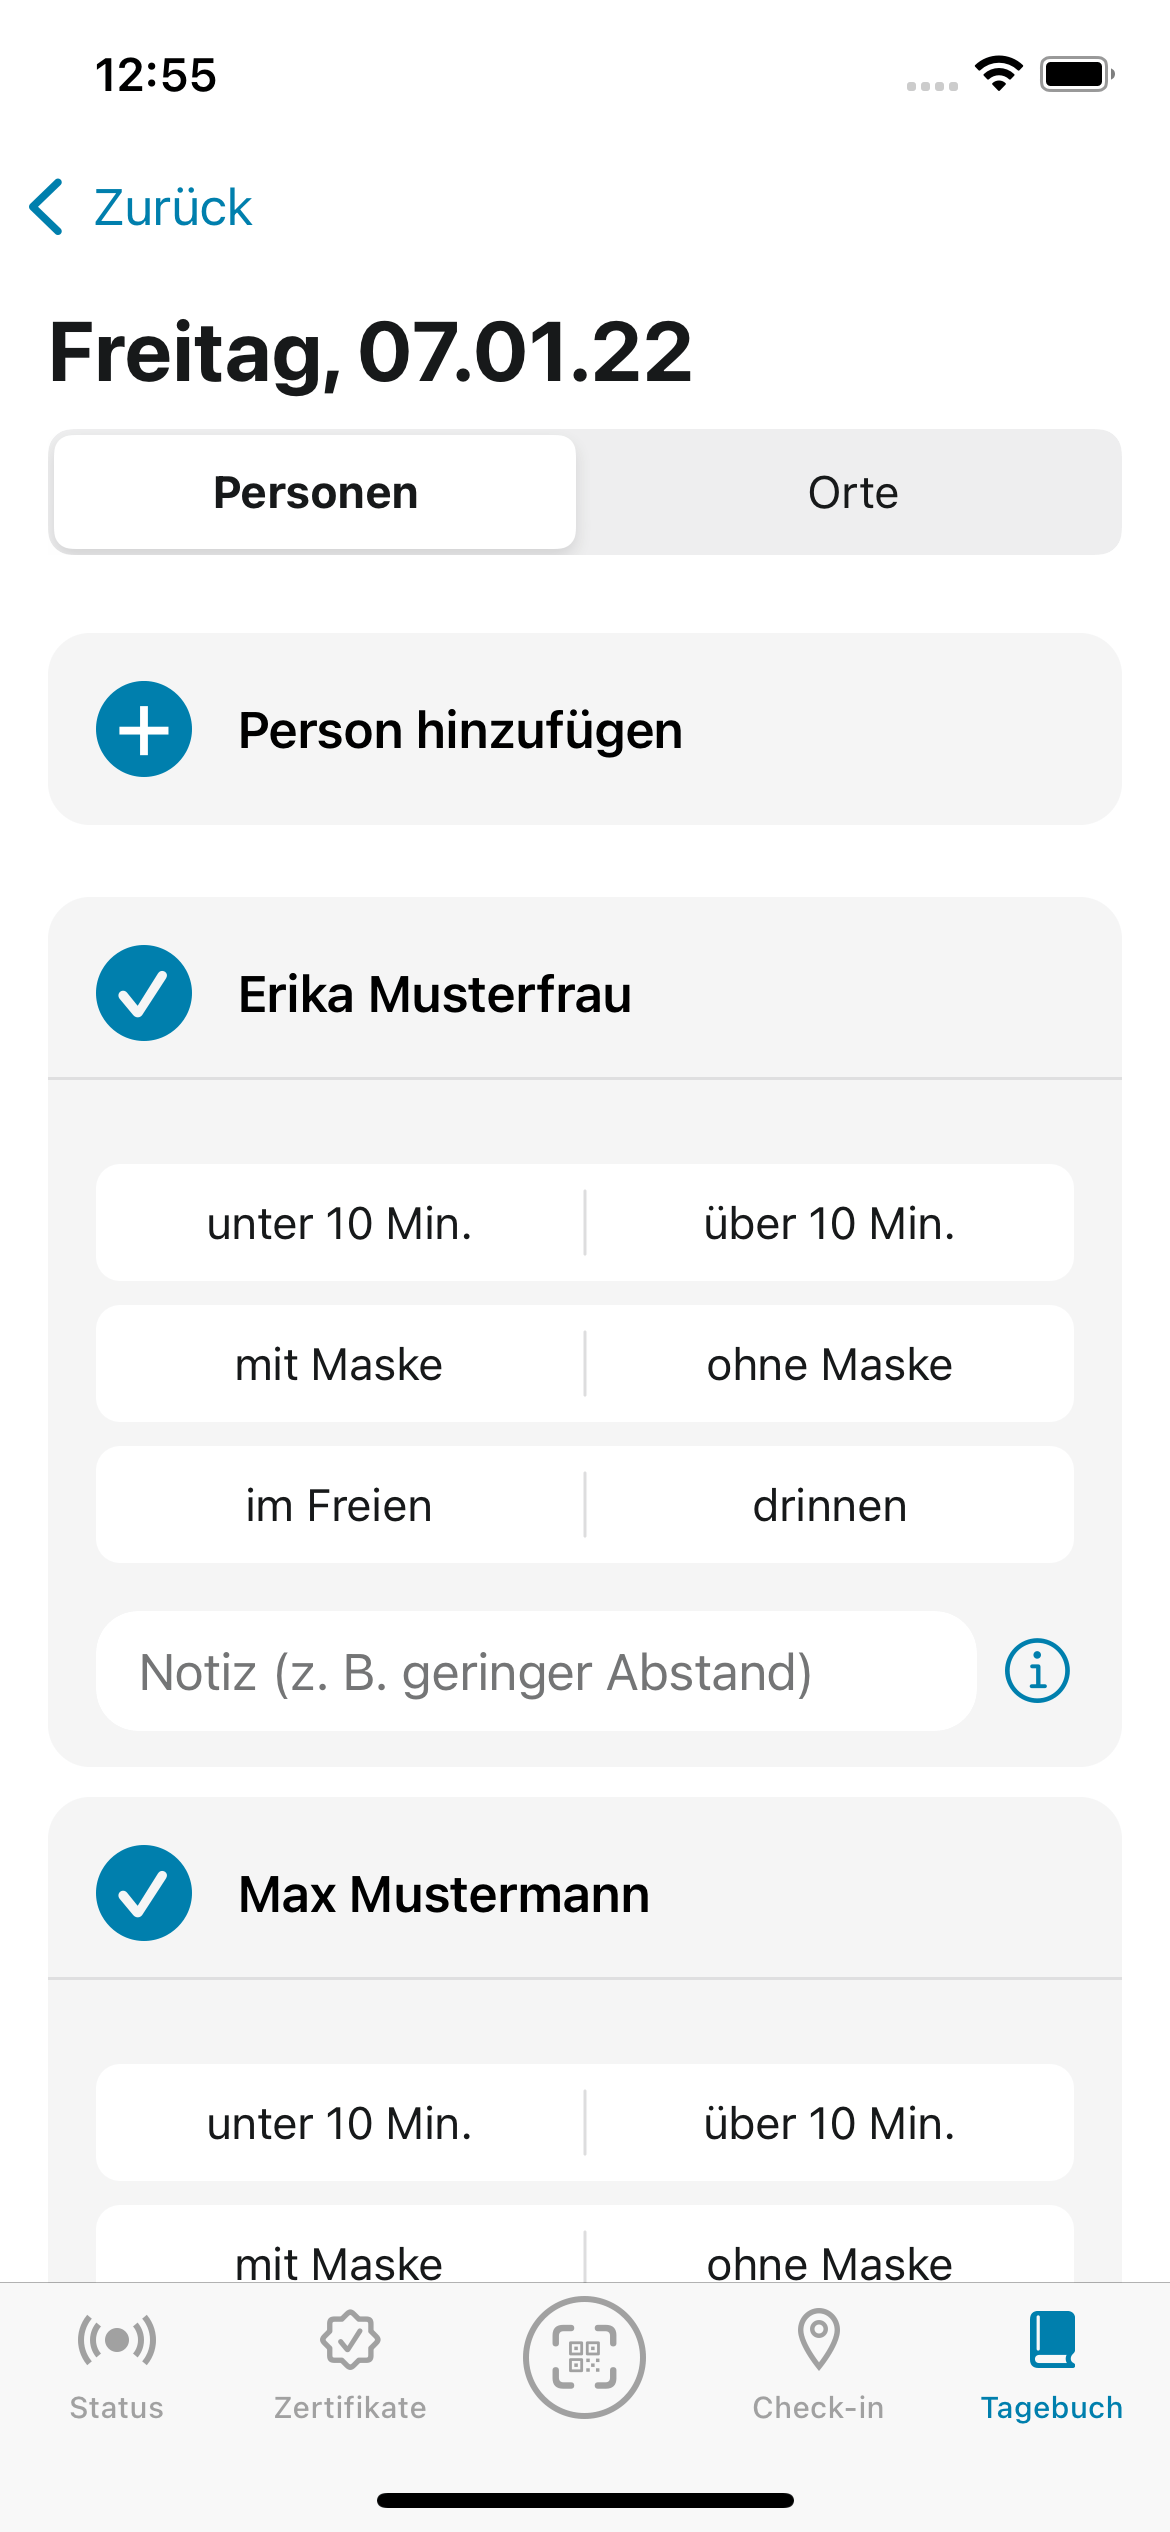 12:55
Zurück
Freitag, 07.01.22
Personen Orte
Person hinzufügen
Erika Musterfrau
unter 10 Min. über 10 Min.
mit Maske ohne Maske
im Freien drinnen
Notiz (z. B. geringer Abstand)
Max Mustermann
unter 10 Min. über 10 Min.
mit Maske ohne Maske
Status Zertifikate Check-in Tagebuch